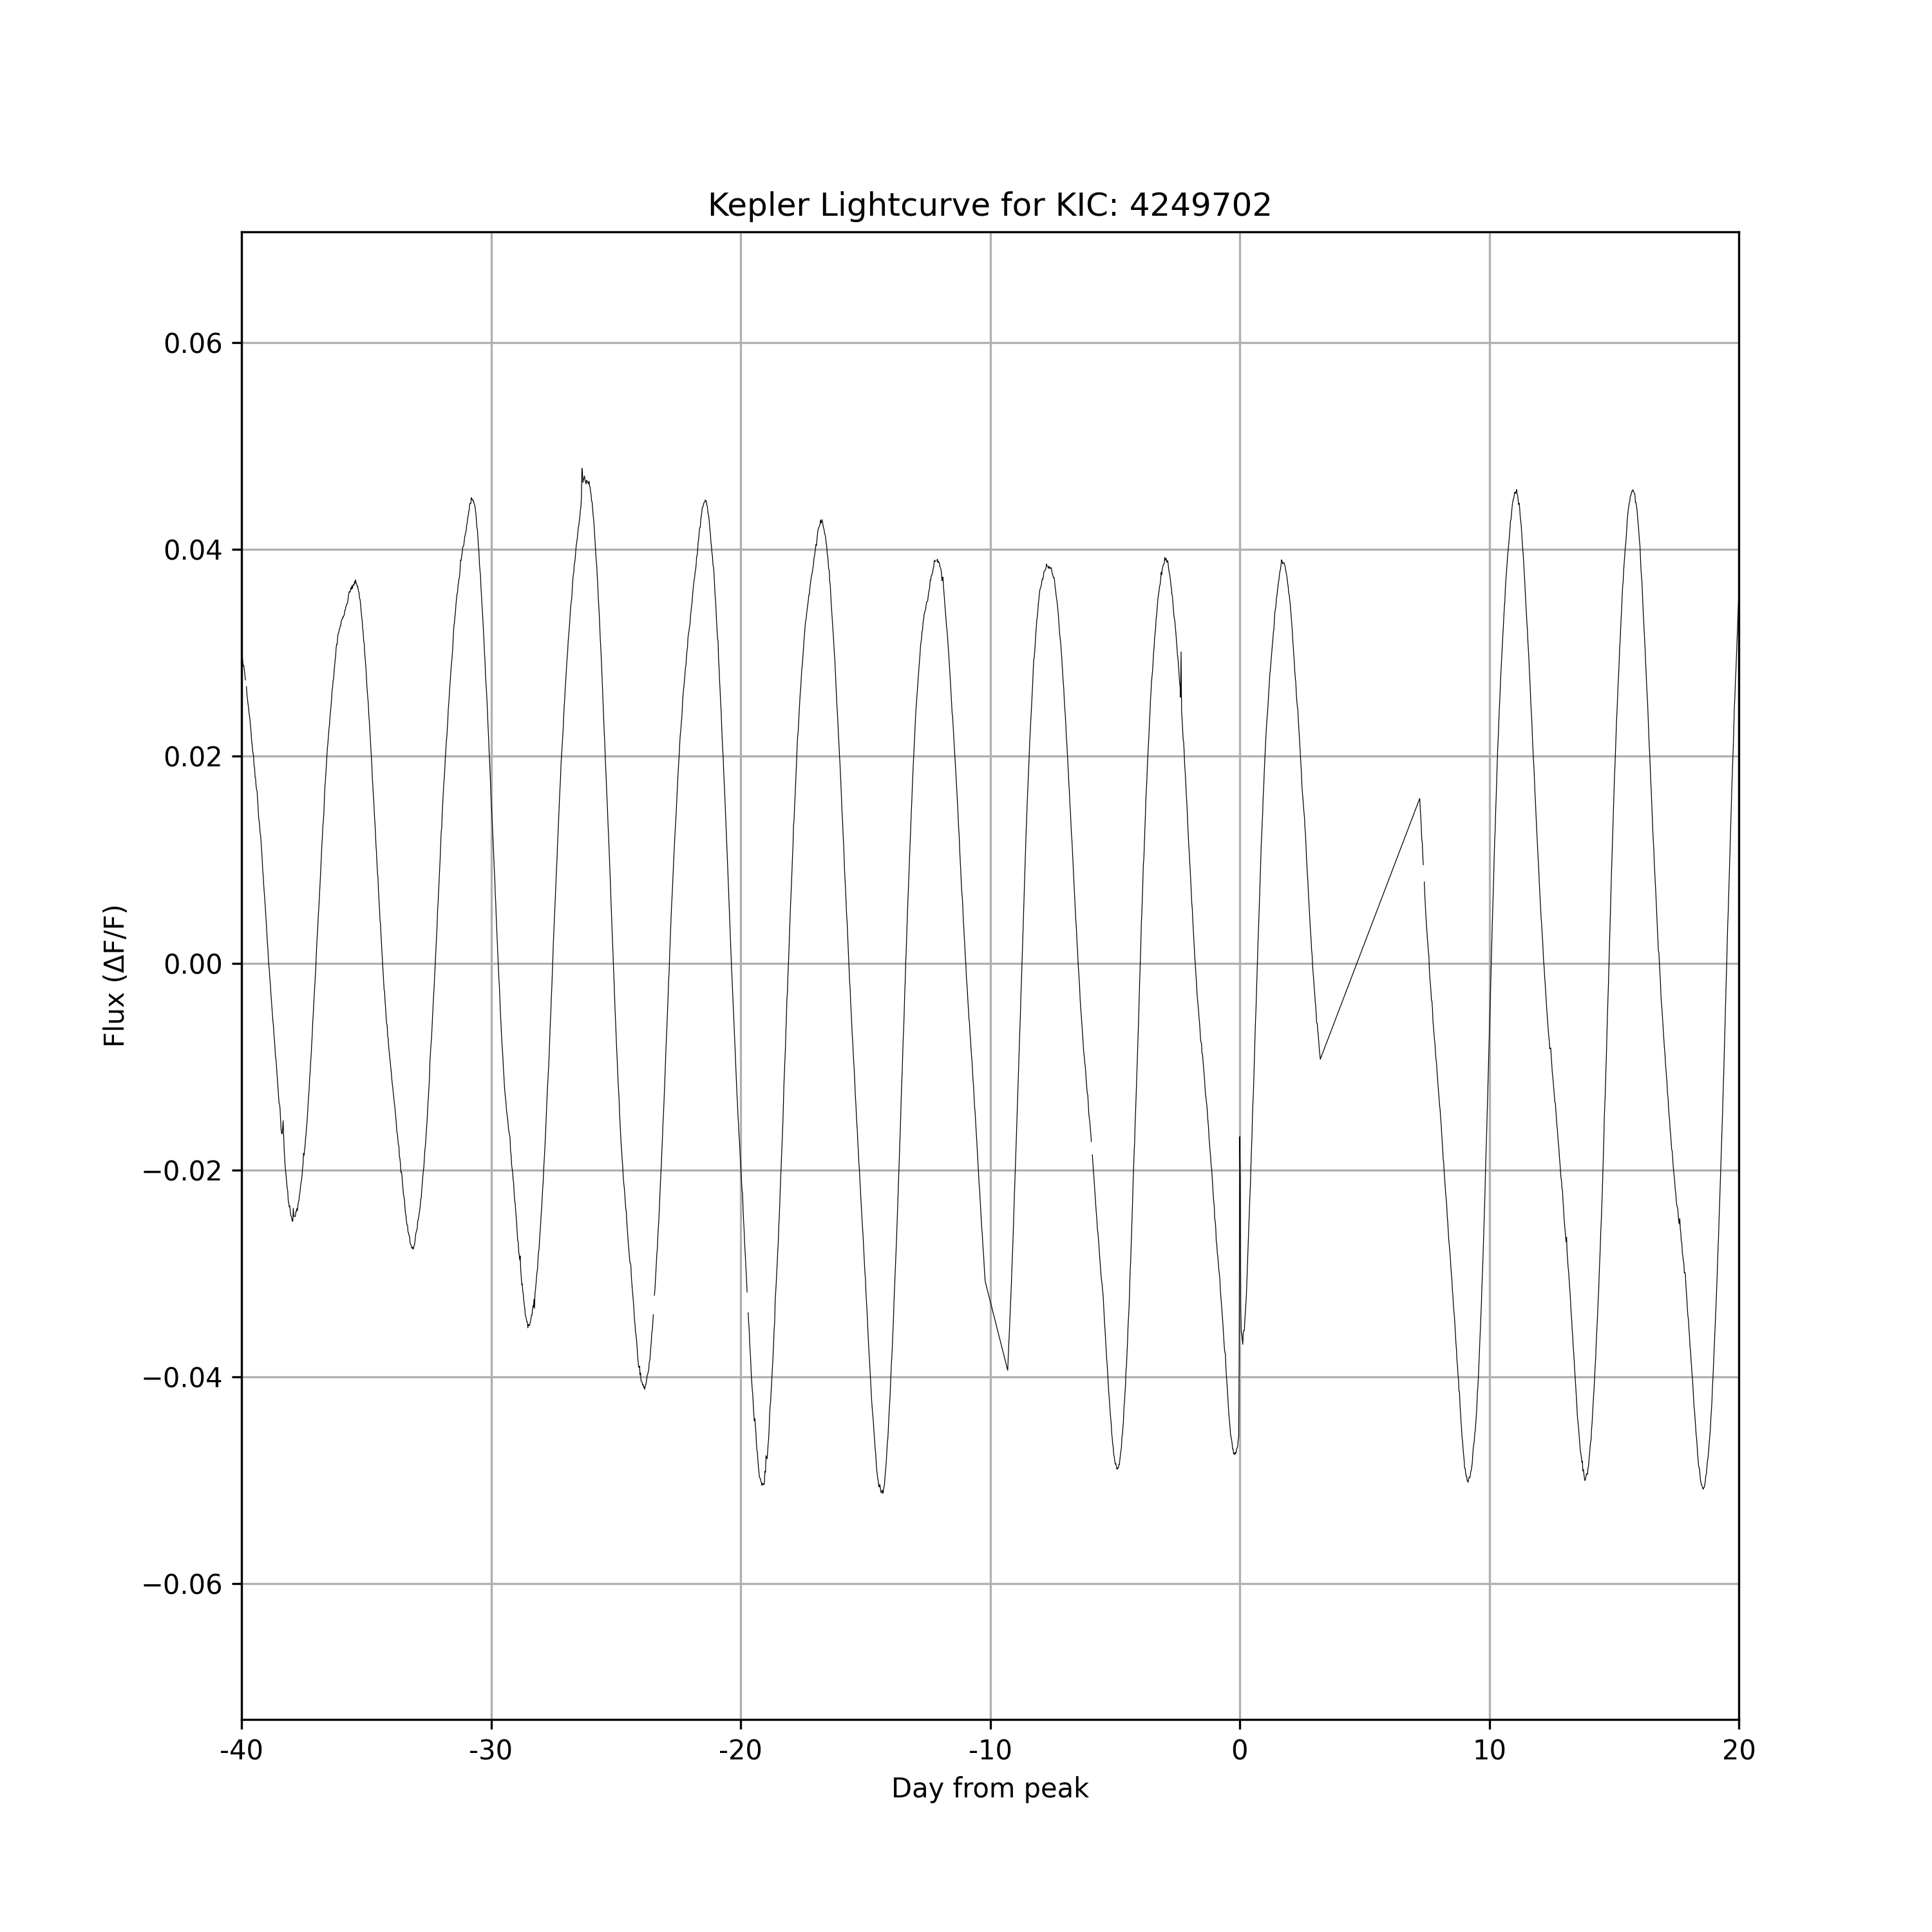 Kepler Lightcurve for KIC: 4249702
Flux (ΔF/F)
0.06
0.04
0.02
0.00
−0.02
−0.04
−0.06
-40 -30 -20 -10 0 10 20
Day from peak